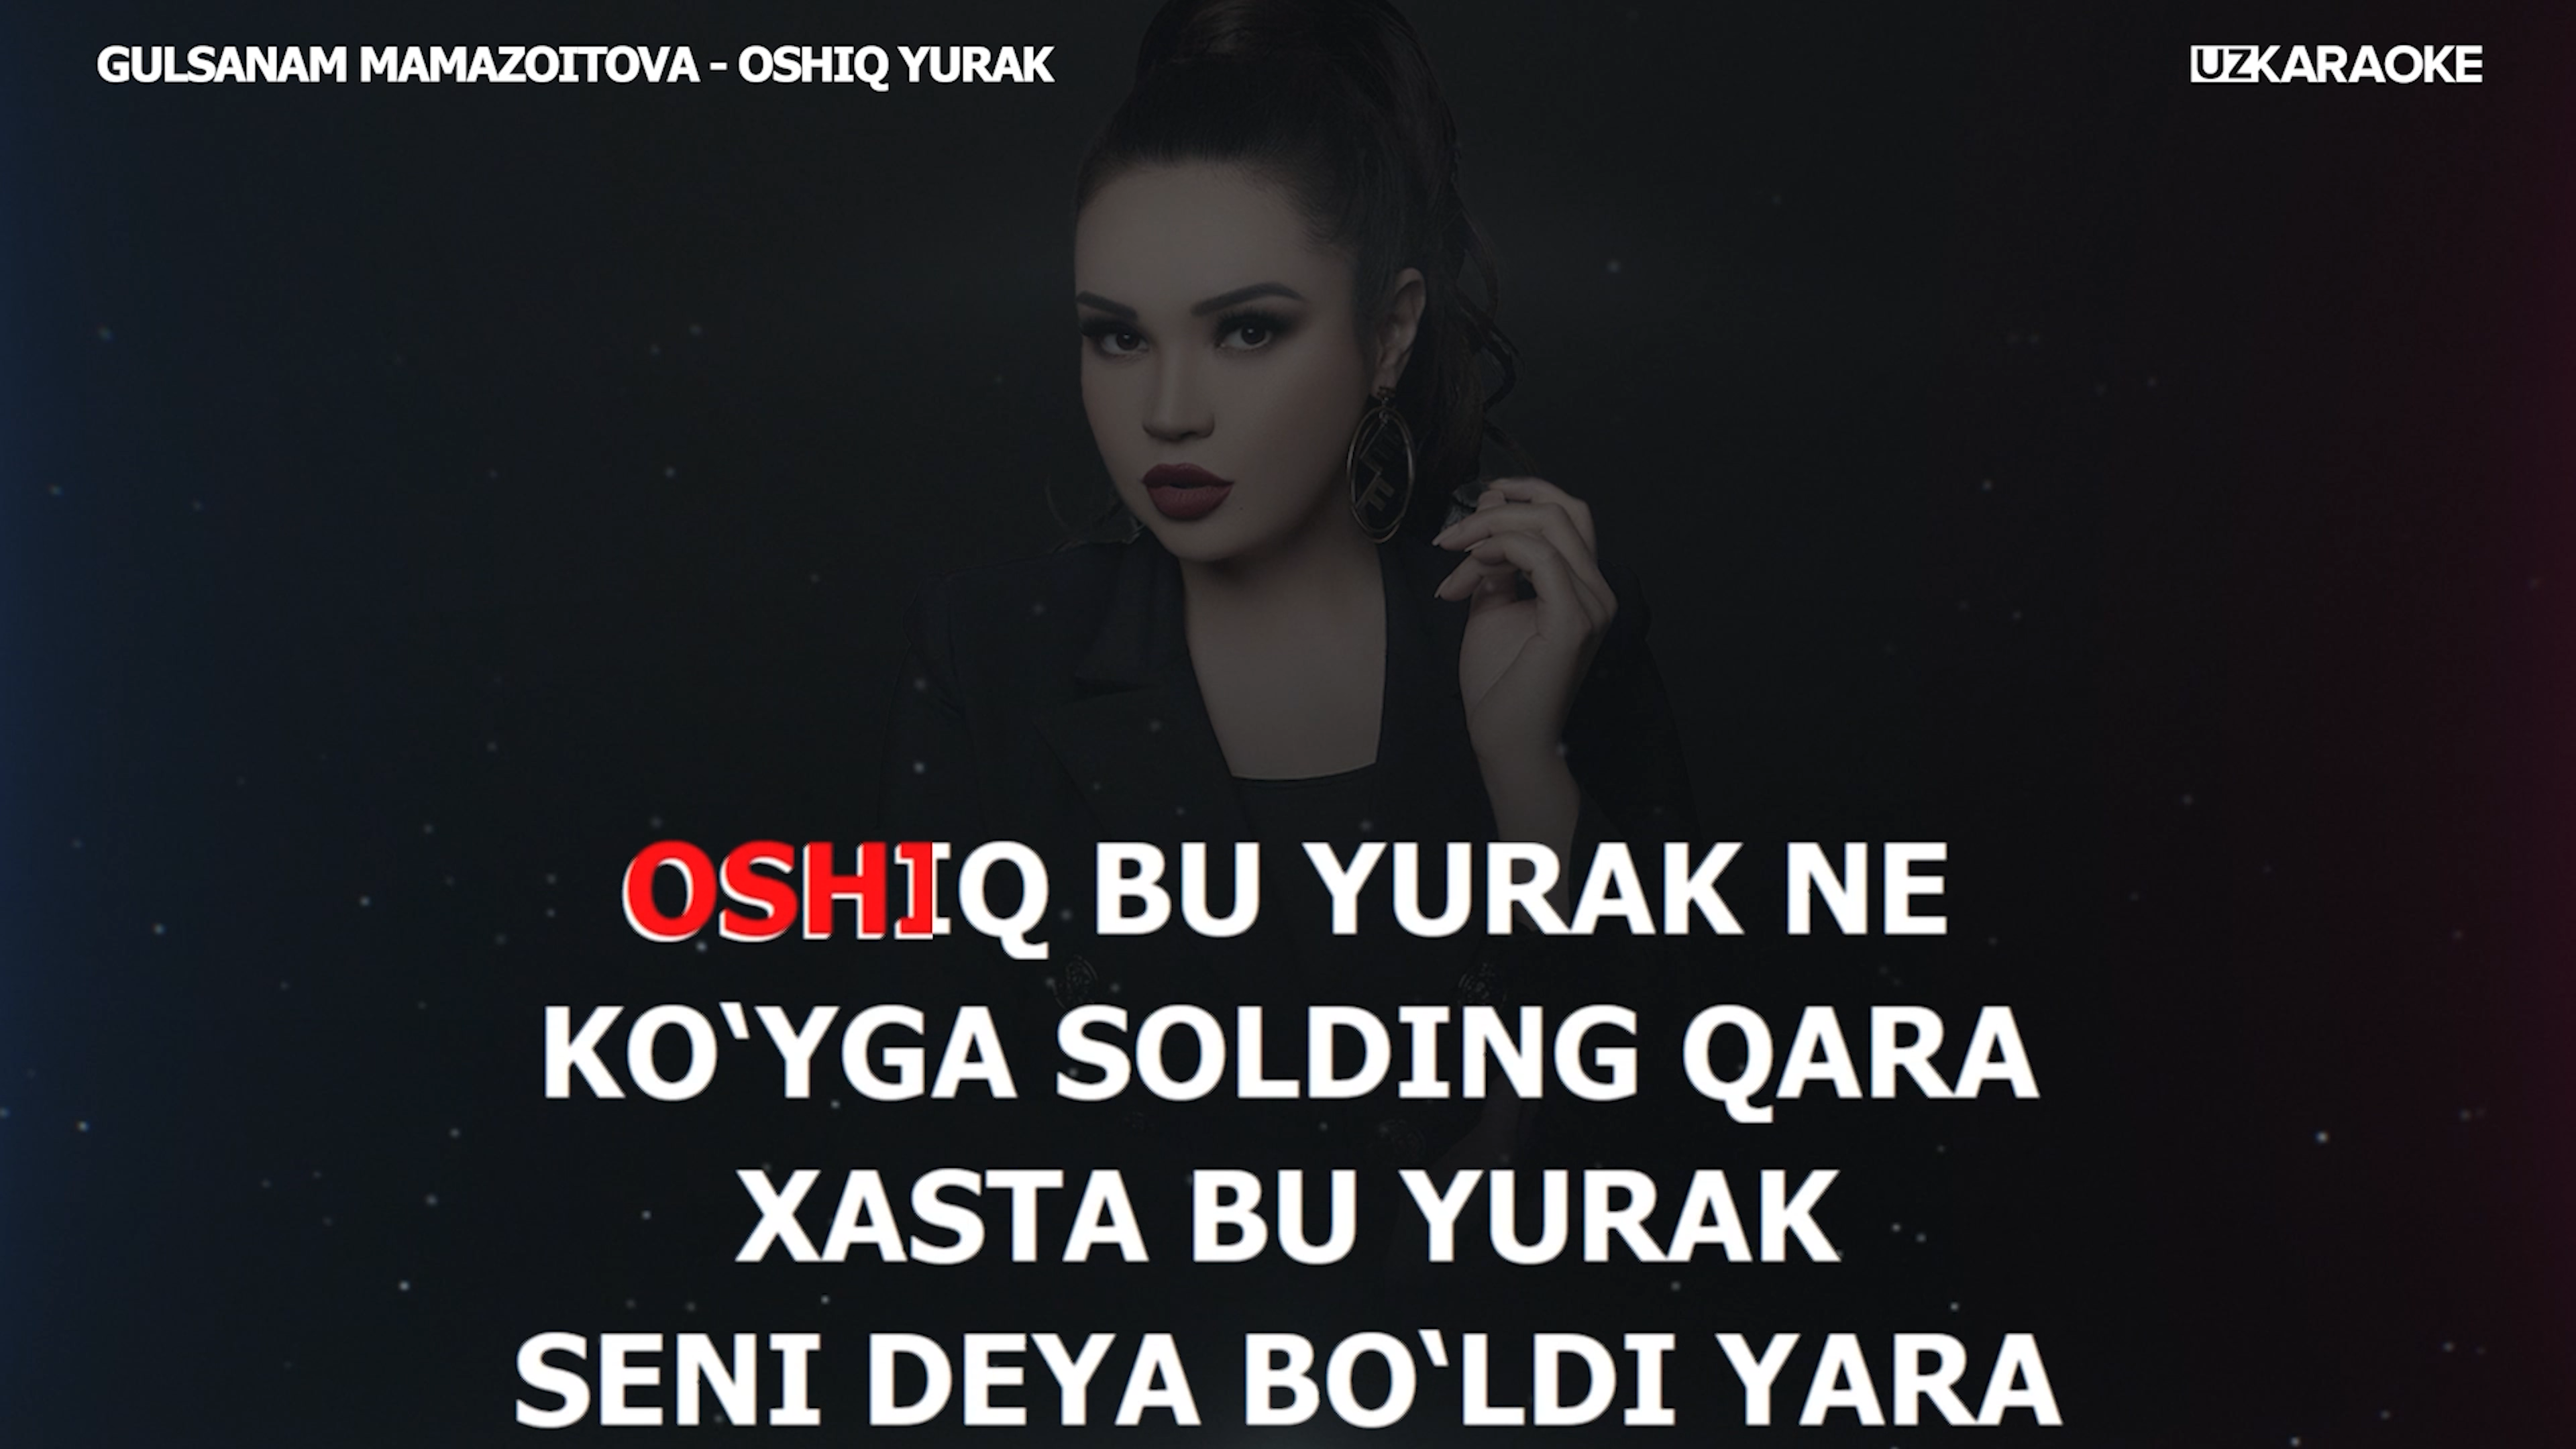 GULSANAM MAMAZOITOVA - OSHIQ YURAK
UZKARAOKE
OSHIQ BU YURAK NE
KO‘YGA SOLDING QARA
XASTA BU YURAK
SENI DEYA BO‘LDI YARA